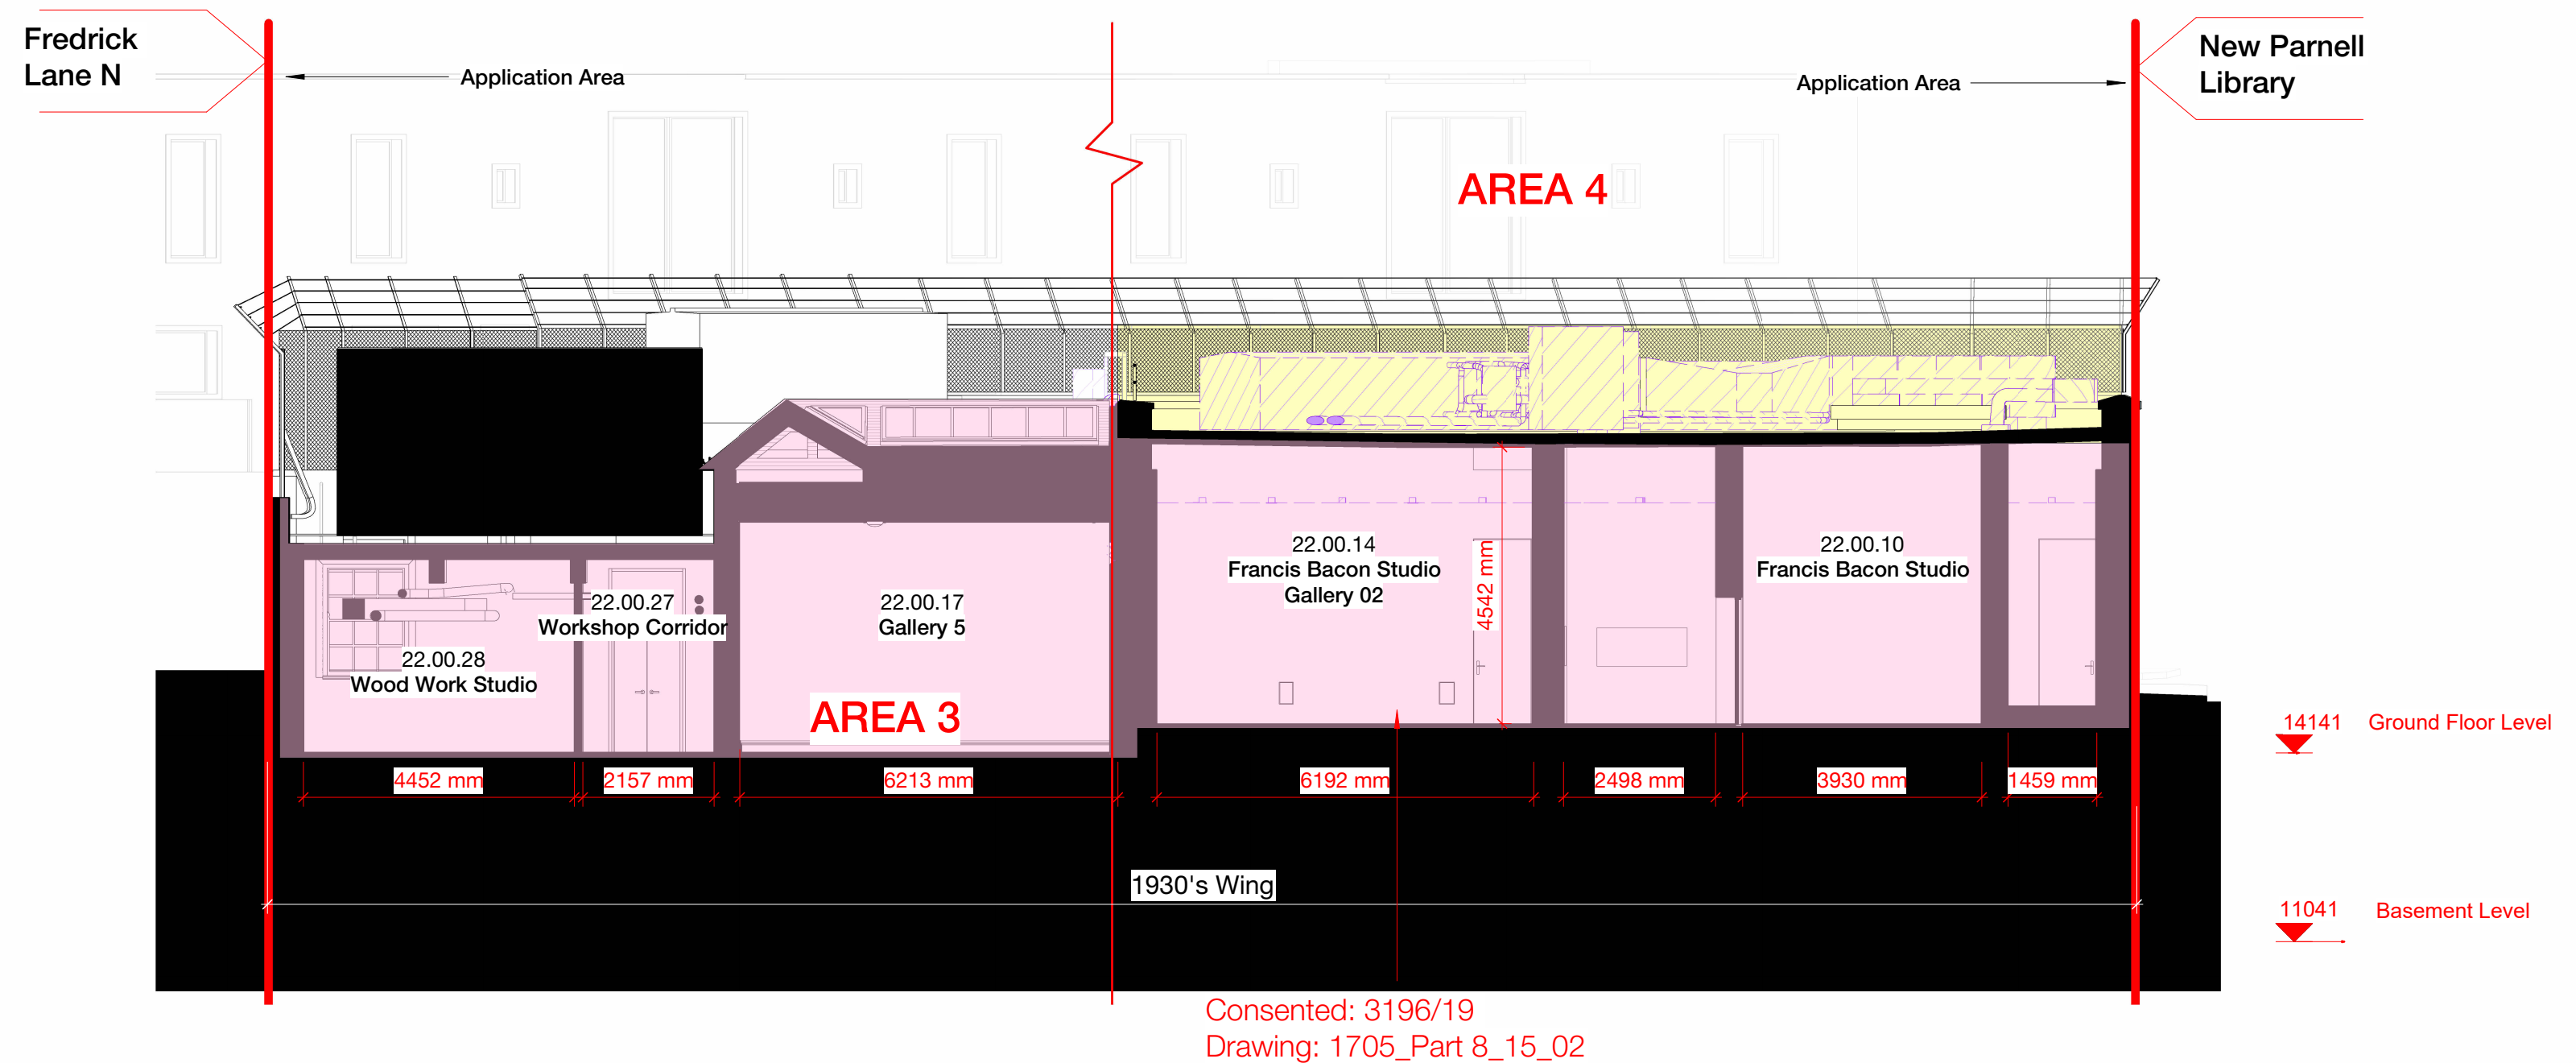 Fredrick
Lane N
Application Area
Application Area
New Parnell
Library
AREA 4
22.00.14
Francis Bacon Studio
Gallery 02
4542 mm
22.00.10
Francis Bacon Studio
22.00.27
Workshop Corridor
22.00.17
Gallery 5
22.00.28
Wood Work Studio
AREA 3
14141 Ground Floor Level
4452 mm
2157 mm
6213 mm
6192 mm
2498 mm
3930 mm
1459 mm
1930's Wing
11041 Basement Level
Consented: 3196/19
Drawing: 1705_Part 8_15_02